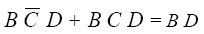 B C̅ D + B C D = B D